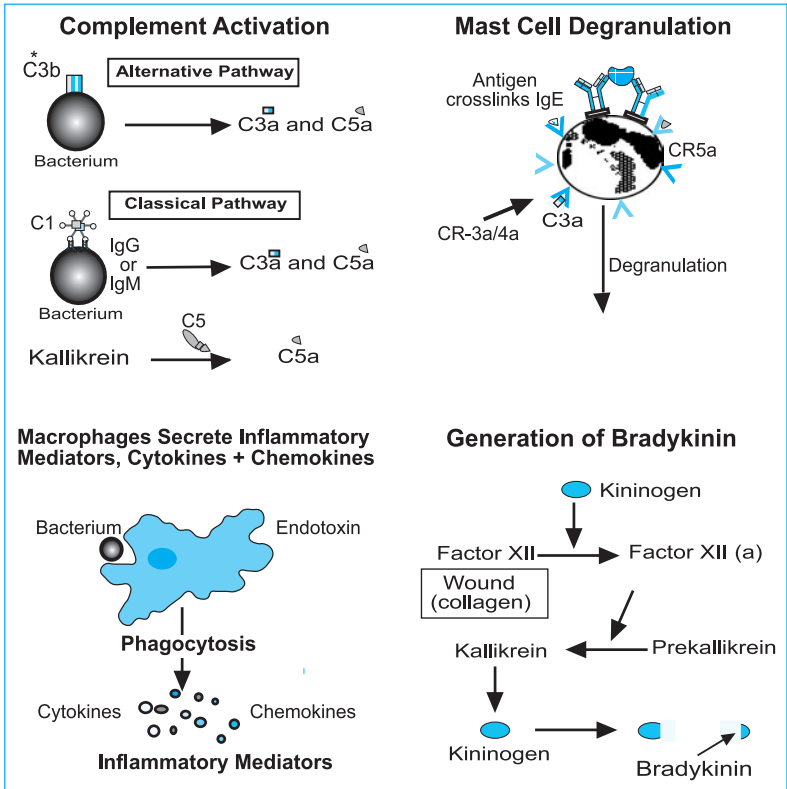 Complement Activation
*
C3b
Alternative Pathway
C3a and C5a
Bacterium
Classical Pathway
C1
IgG
or
IgM
C3a and C5a
Bacterium
C5
Kallikrein
C5a
Mast Cell Degranulation
Antigen
crosslinks IgE
CR5a
C3a
CR-3a/4a
Degranulation
Macrophages Secrete Inflammatory
Mediators, Cytokines + Chemokines
Bacterium
Endotoxin
Phagocytosis
Cytokines
Chemokines
Inflammatory Mediators
Generation of Bradykinin
Kininogen
Factor XII
Factor XII (a)
Wound
(collagen)
Kallikrein
Prekallikrein
Kininogen
Bradykinin